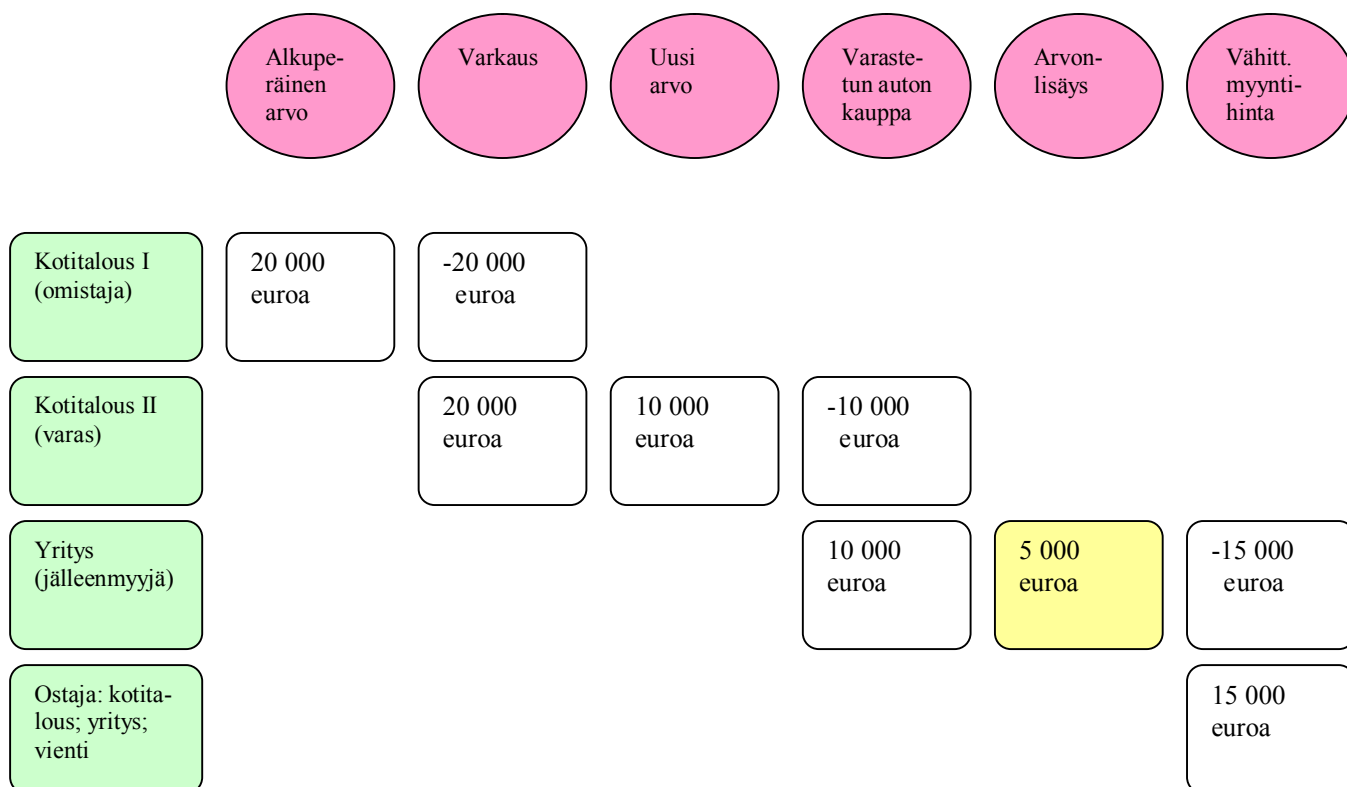 Alkupe-
räinen
arvo
Varkaus
Uusi
arvo
Varaste-
tun auton
kauppa
Arvon-
lisäys
Vähitt.
myynti-
hinta
Kotitalous I
(omistaja)
20 000
euroa
-20 000
euroa
Kotitalous II
(varas)
20 000
euroa
10 000
euroa
-10 000
euroa
Yritys
(jälleenmyyjä)
10 000
euroa
5 000
euroa
-15 000
euroa
Ostaja: kotita-
lous; yritys;
vienti
15 000
euroa